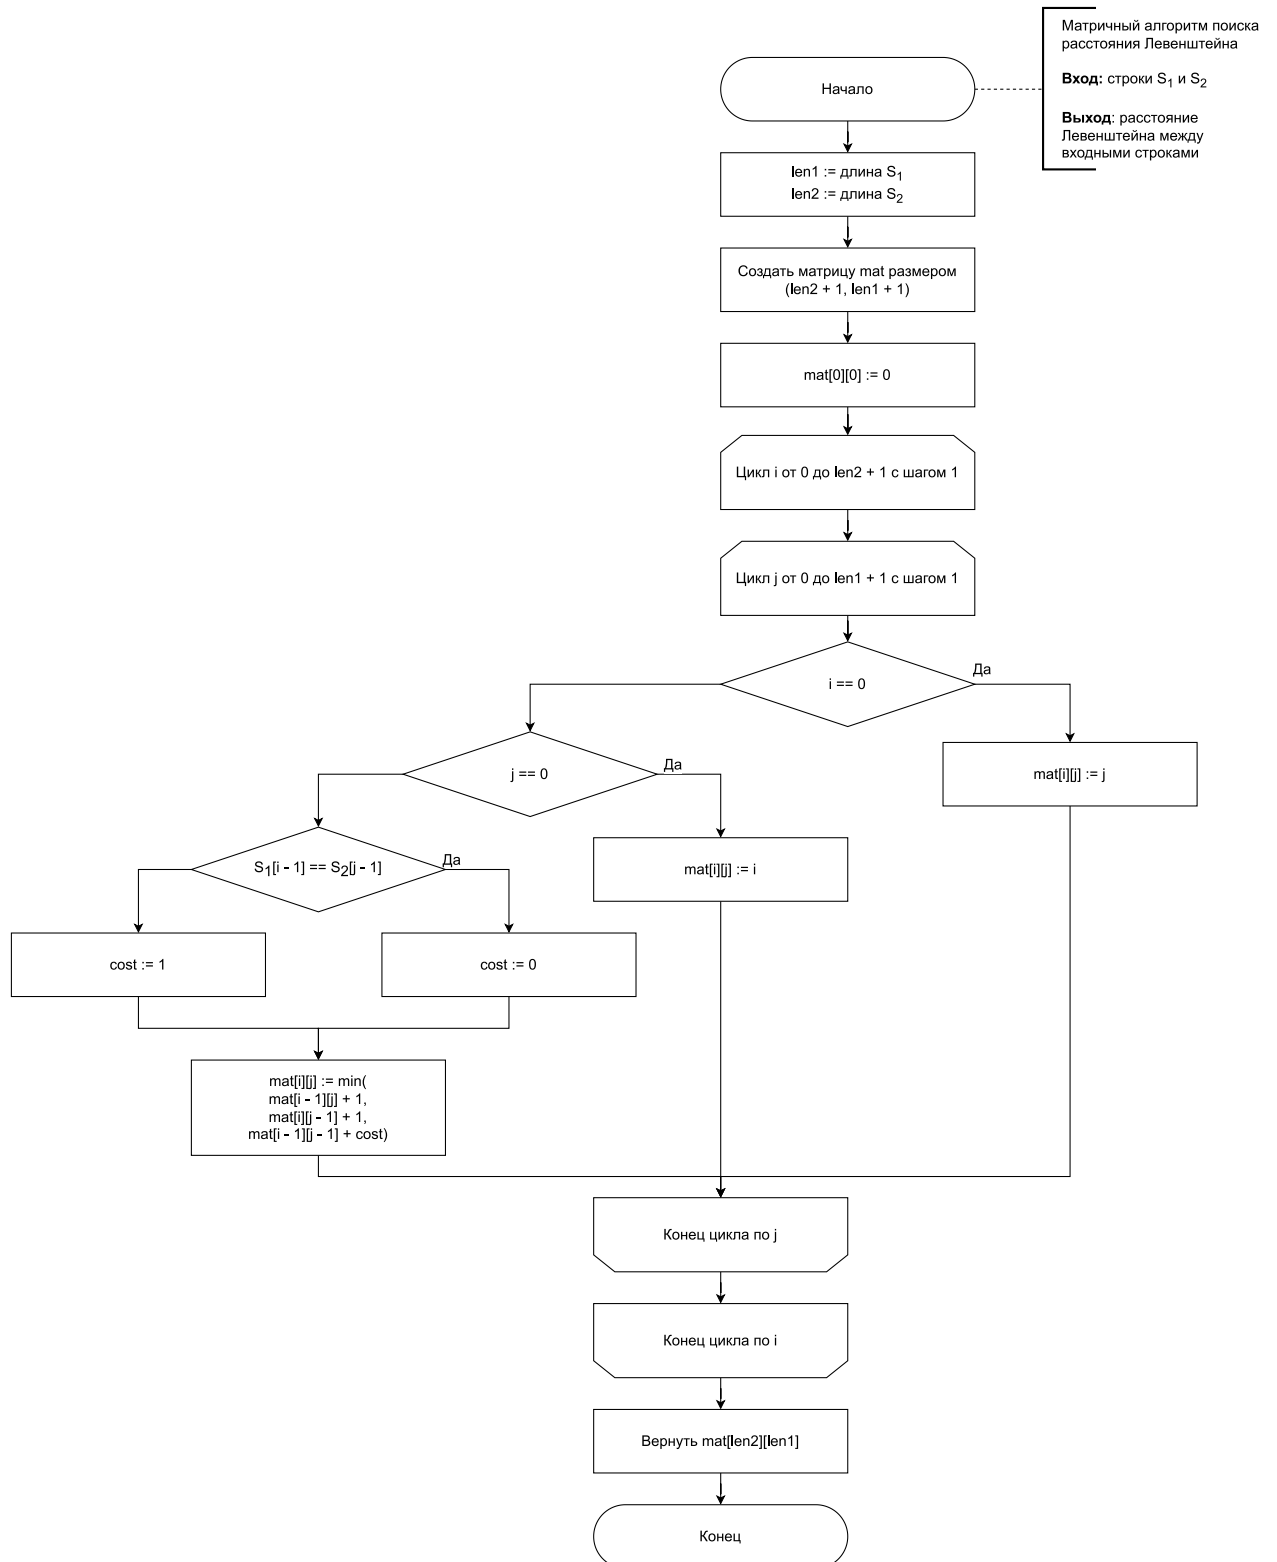 Матричный алгоритм поиска
расстояния Левенштейна
Вход: строки S₁ и S₂
Выход: расстояние
Левенштейна между
входными строками
Начало
len1 := длина S₁
len2 := длина S₂
Создать матрицу mat размером
(len2 + 1, len1 + 1)
mat[0][0] := 0
Цикл i от 0 до len2 + 1 с шагом 1
Цикл j от 0 до len1 + 1 с шагом 1
i == 0
Да
j == 0
Да
mat[i][j] := j
S₁[i - 1] == S₂[j - 1]
Да
mat[i][j] := i
cost := 1
cost := 0
mat[i][j] := min(
mat[i - 1][j] + 1,
mat[i][j - 1] + 1,
mat[i - 1][j - 1] + cost)
Конец цикла по j
Конец цикла по i
Вернуть mat[len2][len1]
Конец